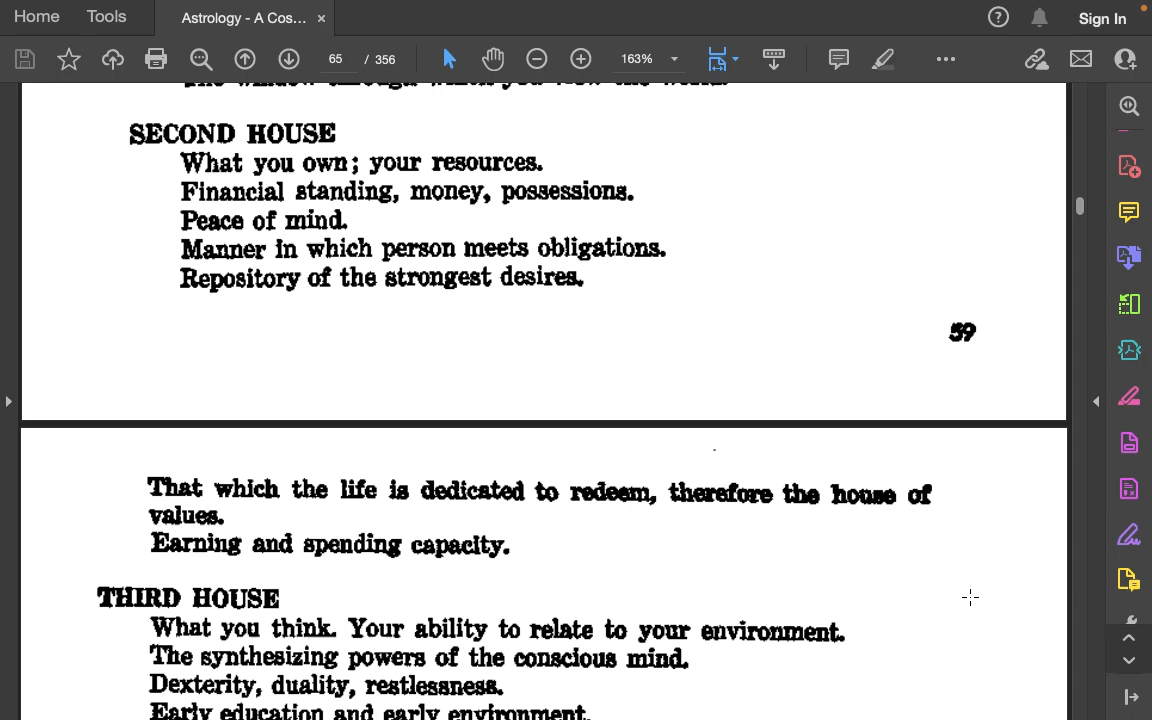 Home
Tools
Astrology - A Cos... ×
Sign In
65 / 356
163%
SECOND HOUSE
What you own; your resources.
Financial standing, money, possessions.
Peace of mind.
Manner in which person meets obligations.
Repository of the strongest desires.
59
That which the life is dedicated to redeem, therefore the house of
values.
Earning and spending capacity.
THIRD HOUSE
What you think. Your ability to relate to your environment.
The synthesizing powers of the conscious mind.
Dexterity, duality, restlessness.
Early education and early environment.